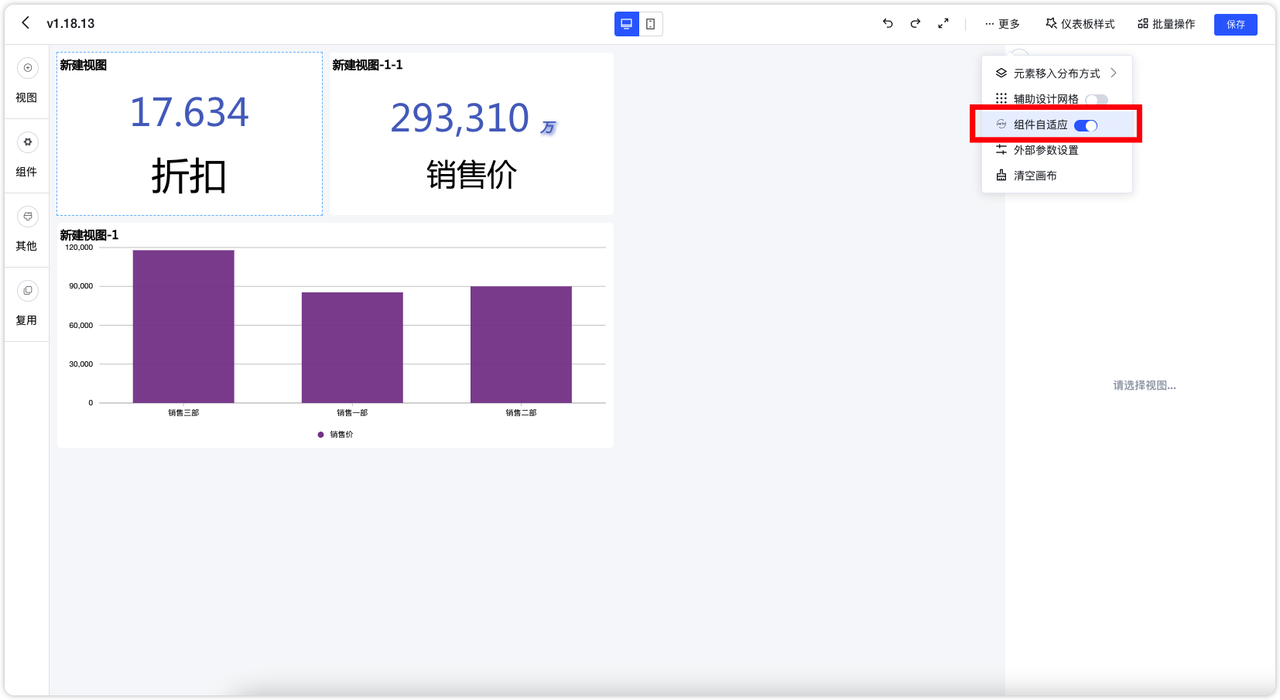 v1.18.13
更多
仪表板样式
批量操作
保存
视图
组件
其他
复用
新建视图
17.634
折扣
新建视图-1-1
293,310 万
销售价
新建视图-1
120,000
90,000
60,000
30,000
0
销售三部
销售一部
销售二部
销售价
元素移入分布方式
辅助设计网格
组件自适应
外部参数设置
清空画布
请选择视图...